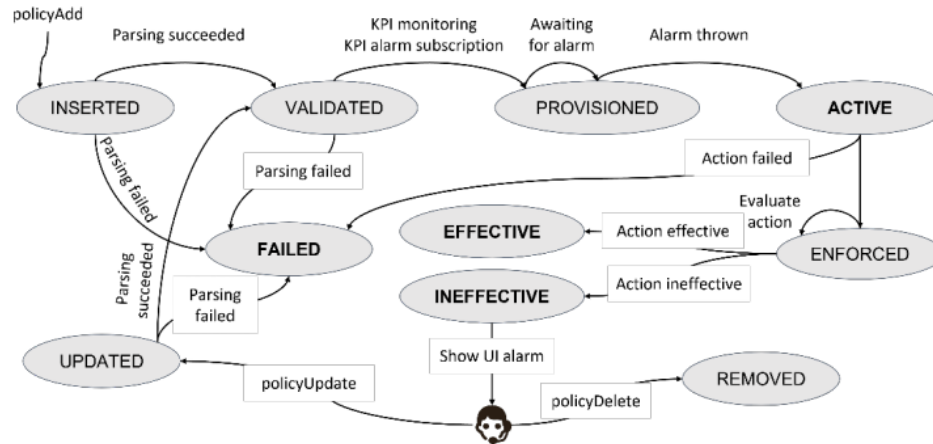 policyAdd
Parsing succeeded
KPI monitoring
KPI alarm subscription
Awaiting
for alarm
Alarm thrown
INSERTED
VALIDATED
PROVISIONED
ACTIVE
Parsing failed
Parsing failed
Action failed
Parsing
succeeded
FAILED
EFFECTIVE
Action effective
Evaluate
action
ENFORCED
Parsing
failed
INEFFECTIVE
Action ineffective
UPDATED
Show UI alarm
policyUpdate
policyDelete
REMOVED